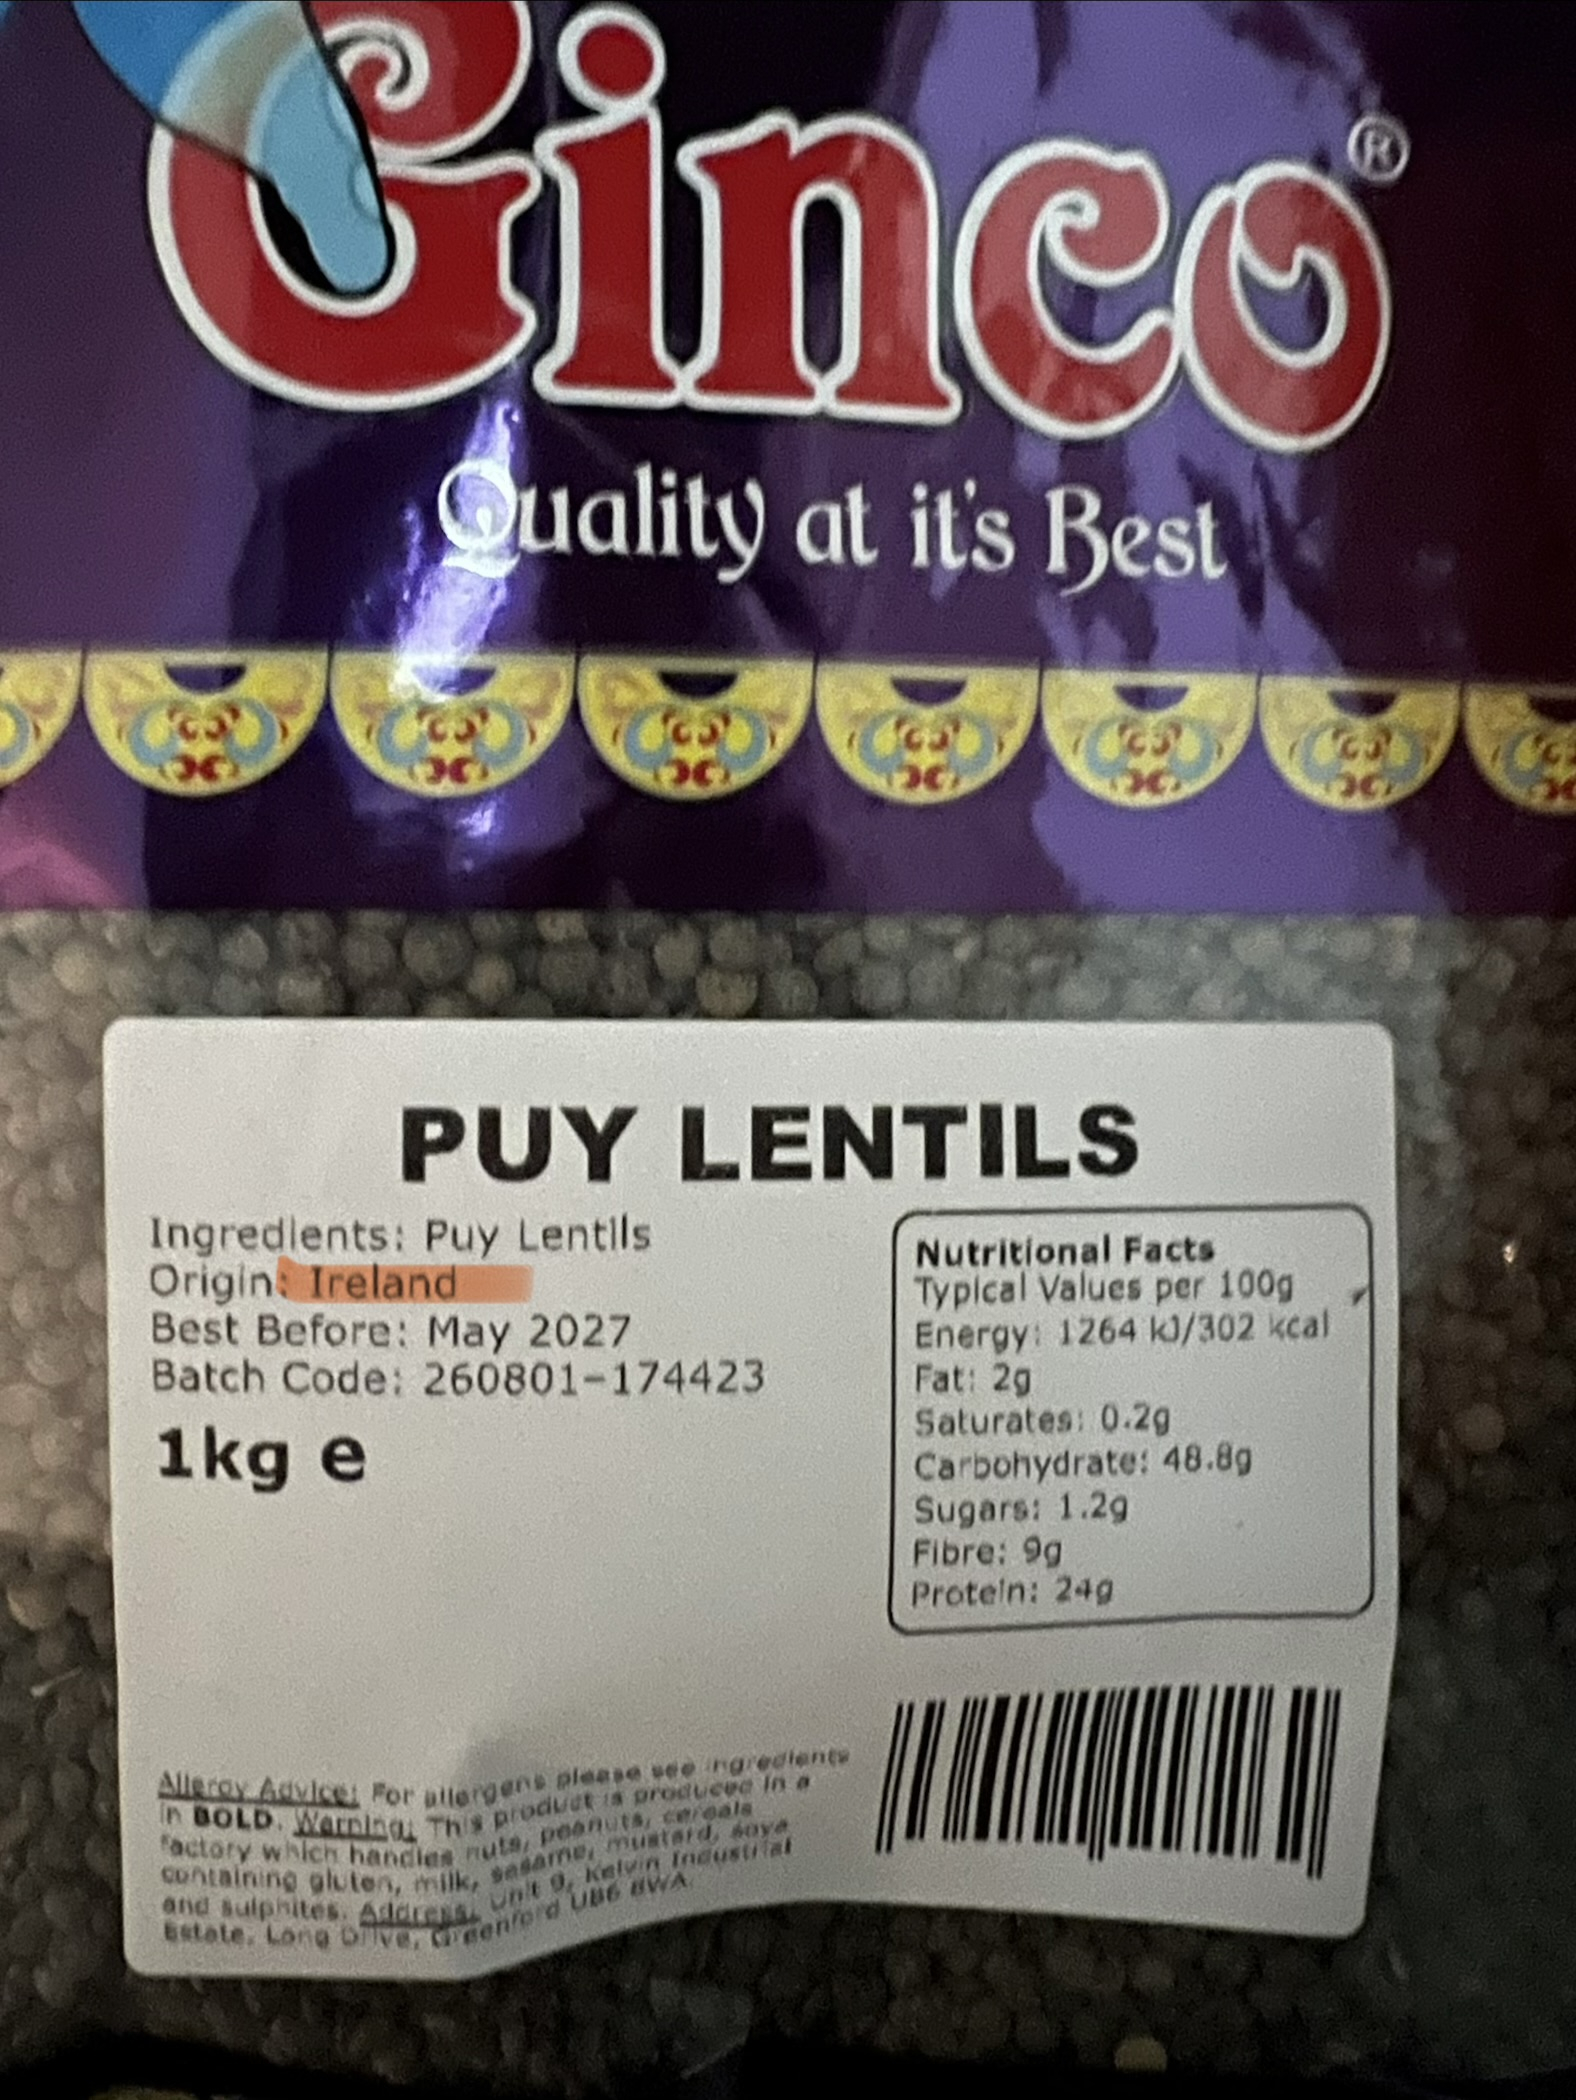 Ginco®
Quality at it's Best
PUY LENTILS
Ingredients: Puy Lentils
Origin: Ireland
Best Before: May 2027
Batch Code: 260801-174423
1kg e
Nutritional Facts
Typical Values per 100g
Energy: 1264 kJ/302 kcal
Fat: 2g
Saturates: 0.2g
Carbohydrate: 48.8g
Sugars: 1.2g
Fibre: 9g
Protein: 24g
Allergy Advice: For allergens please see ingredients
in BOLD. Warning: This product is produced in a
factory which handles nuts, peanuts, cereals
containing gluten, milk, sesame, mustard, soya
and sulphites. Address: Unit 9, Kelvin Industrial
Estate, Long Drive, Greenford UB6 8WA.